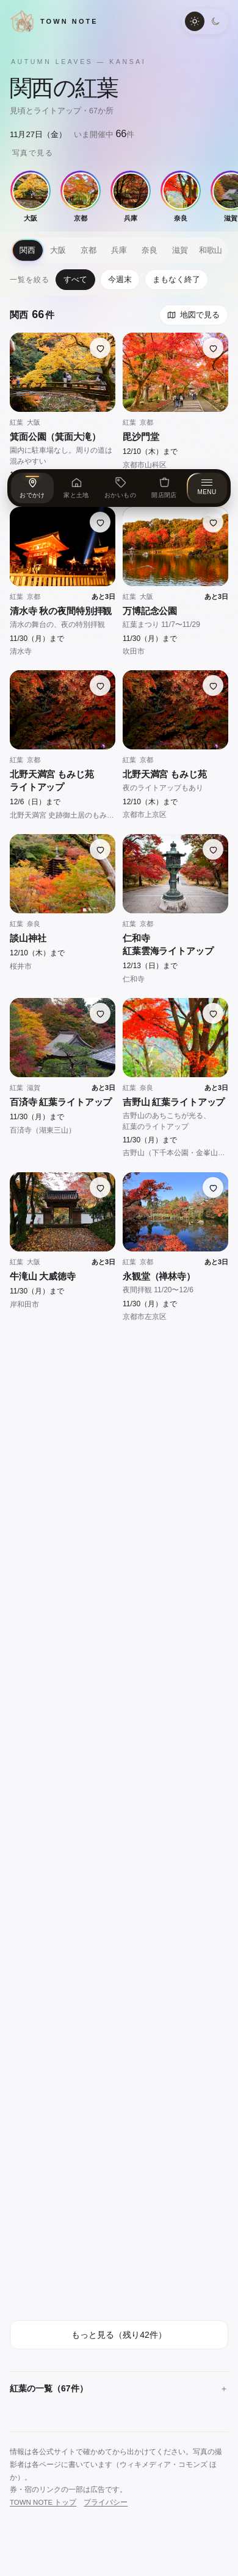 TOWN NOTE
AUTUMN LEAVES — KANSAI
関西の紅葉
見頃とライトアップ・67か所
11月27日（金） いま開催中 66件
写真で見る
大阪 京都 兵庫 奈良 滋賀
関西 大阪 京都 兵庫 奈良 滋賀 和歌山
一覧を絞る すべて 今週末 まもなく終了
関西 66件 地図で見る
紅葉 大阪
箕面公園（箕面大滝）
園内に駐車場なし。周りの道は
混みやすい
紅葉 京都
毘沙門堂
12/10（木）まで
京都市山科区
おでかけ 家と土地 おかいもの 開店閉店 MENU
紅葉 京都 あと3日
清水寺 秋の夜間特別拝観
清水の舞台の、夜の特別拝観
11/30（月）まで
清水寺
紅葉 大阪 あと3日
万博記念公園
紅葉まつり 11/7〜11/29
11/30（月）まで
吹田市
紅葉 京都
北野天満宮 もみじ苑
ライトアップ
12/6（日）まで
北野天満宮 史跡御土居のもみ…
紅葉 京都
北野天満宮 もみじ苑
夜のライトアップもあり
12/10（木）まで
京都市上京区
紅葉 奈良
談山神社
12/10（木）まで
桜井市
紅葉 京都
仁和寺
紅葉雲海ライトアップ
12/13（日）まで
仁和寺
紅葉 滋賀 あと3日
百済寺 紅葉ライトアップ
11/30（月）まで
百済寺（湖東三山）
紅葉 奈良 あと3日
吉野山 紅葉ライトアップ
吉野山のあちこちが光る、
紅葉のライトアップ
11/30（月）まで
吉野山（下千本公園・金峯山…
紅葉 大阪 あと3日
牛滝山 大威徳寺
11/30（月）まで
岸和田市
紅葉 京都 あと3日
永観堂（禅林寺）
夜間拝観 11/20〜12/6
11/30（月）まで
京都市左京区
もっと見る（残り42件）
紅葉の一覧（67件） +
情報は各公式サイトで確かめてから出かけてください。写真の撮
影者は各ページに書いています（ウィキメディア・コモンズ ほ
か）。
券・宿のリンクの一部は広告です。
TOWN NOTE トップ プライバシー